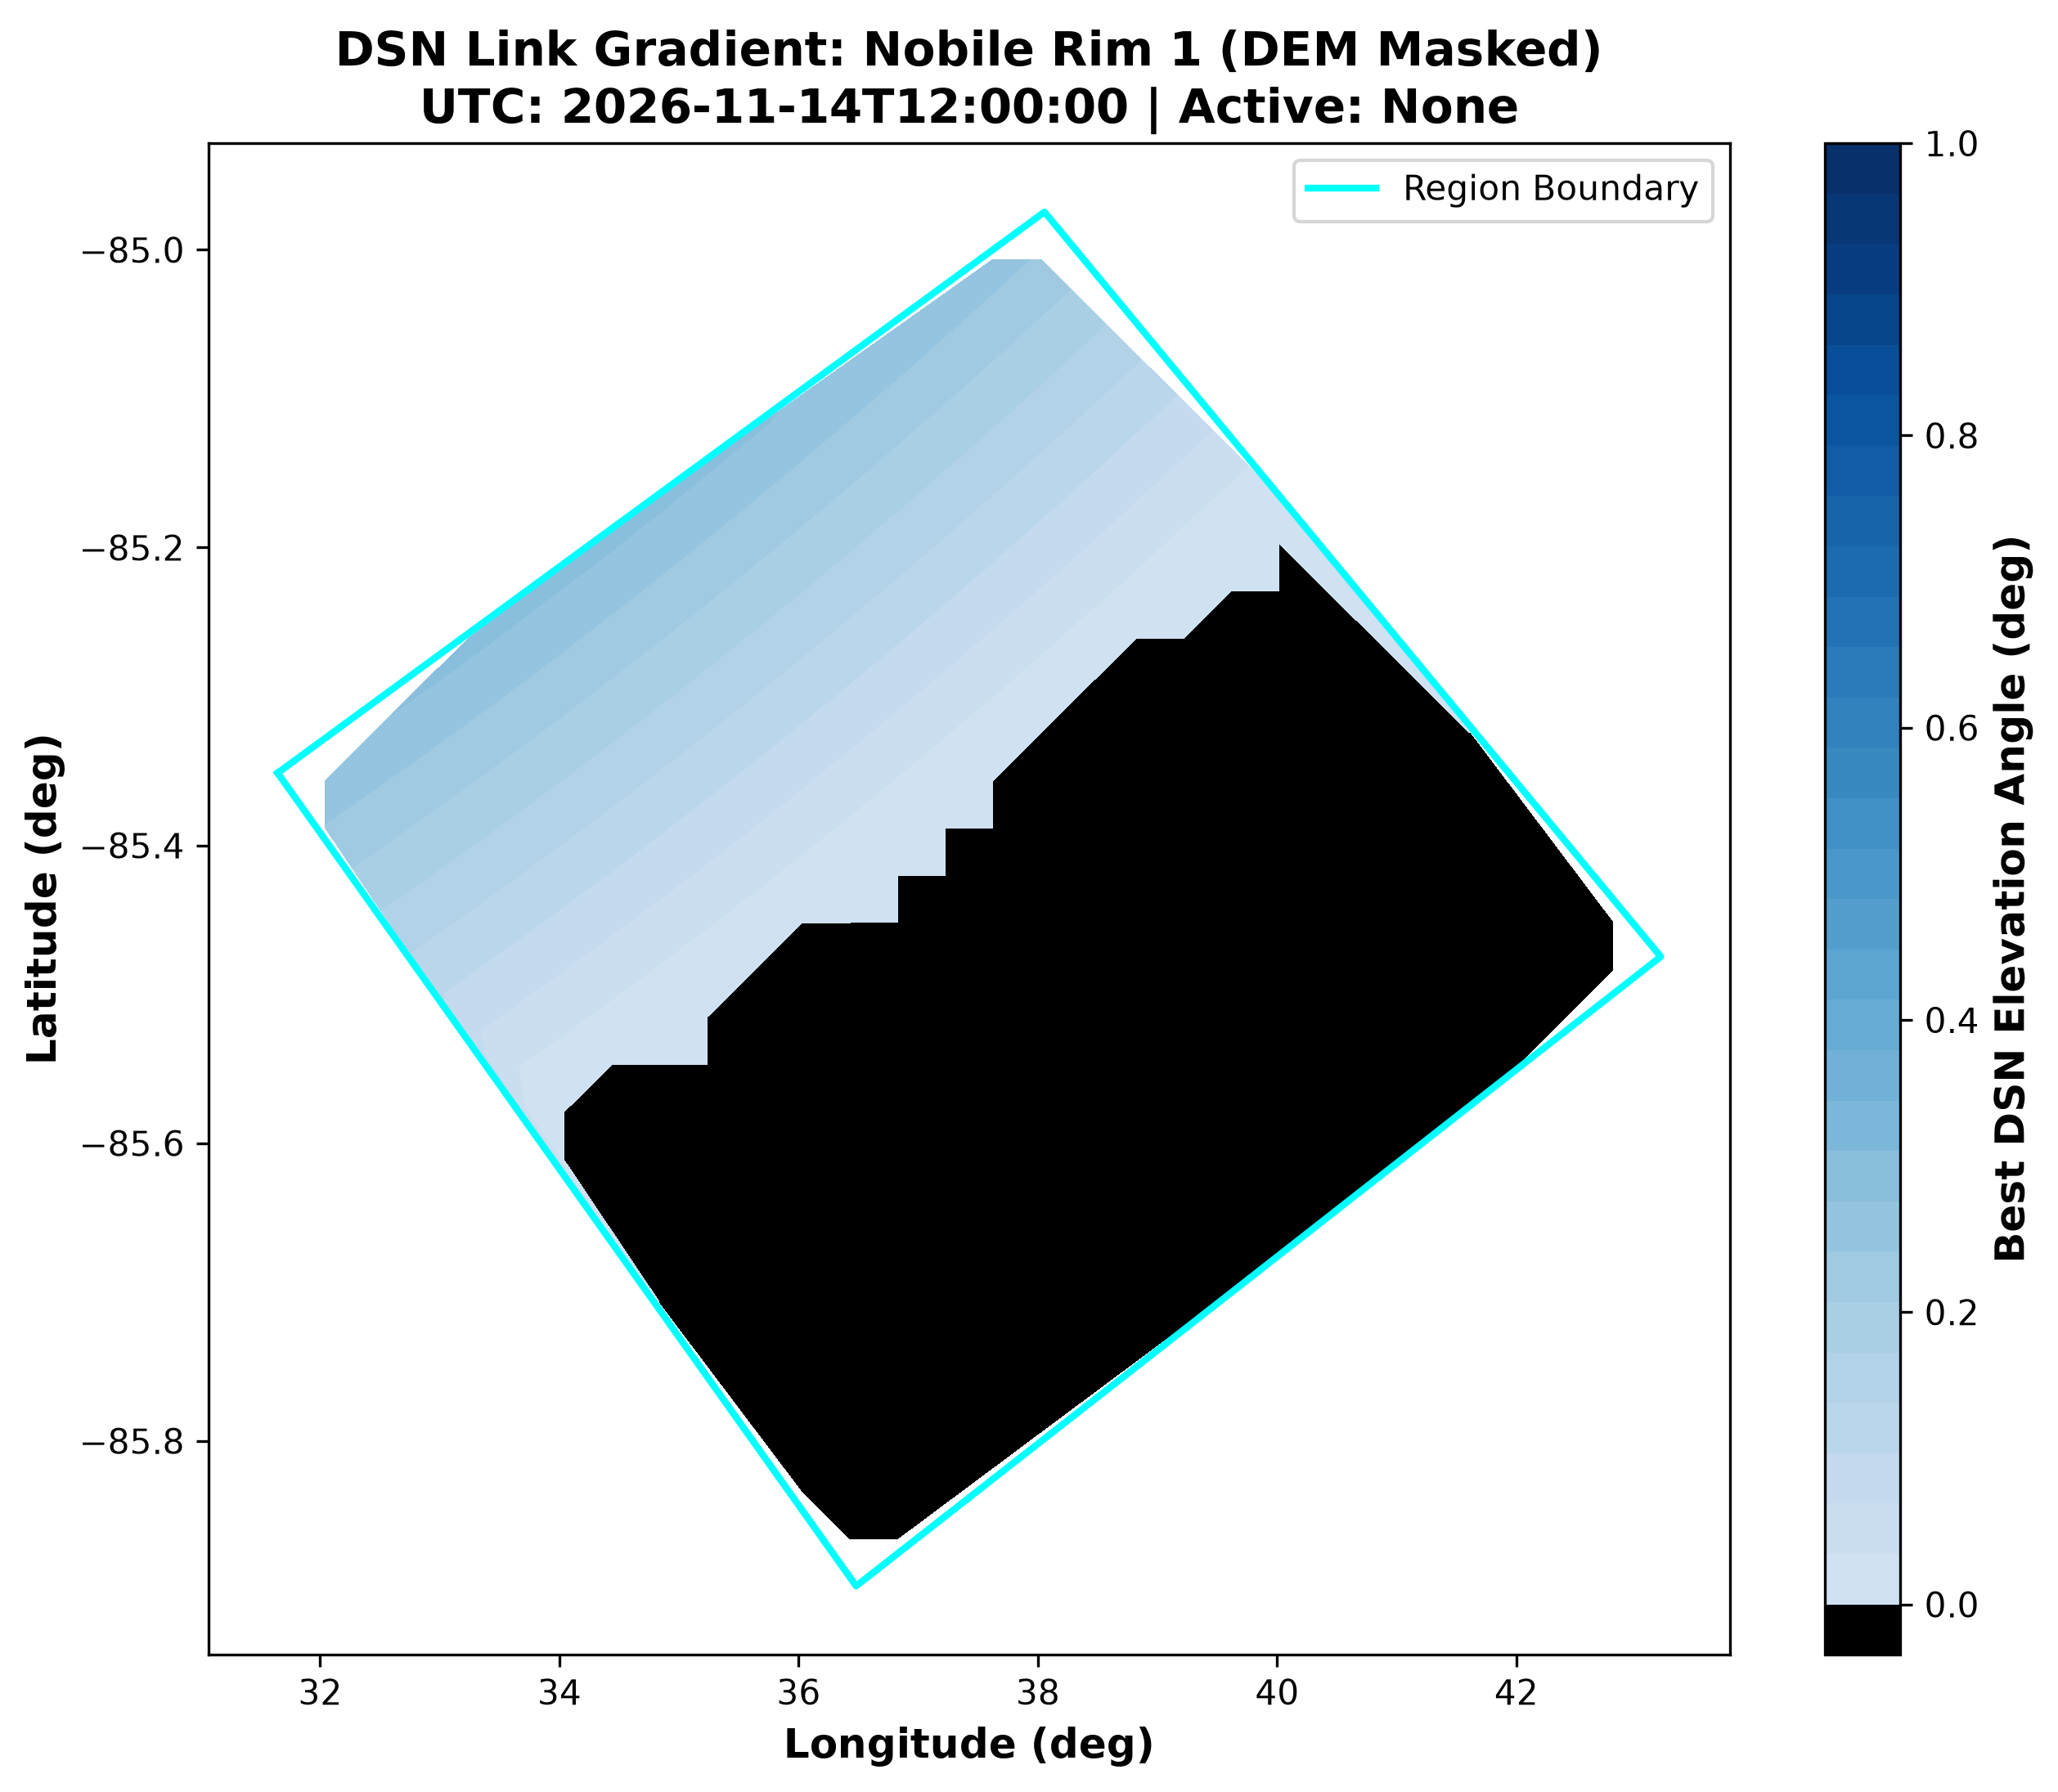 DSN Link Gradient: Nobile Rim 1 (DEM Masked)
UTC: 2026-11-14T12:00:00 | Active: None
Region Boundary
−85.0
−85.2
−85.4
−85.6
−85.8
Latitude (deg)
32
34
36
38
40
42
Longitude (deg)
1.0
0.8
0.6
0.4
0.2
0.0
Best DSN Elevation Angle (deg)